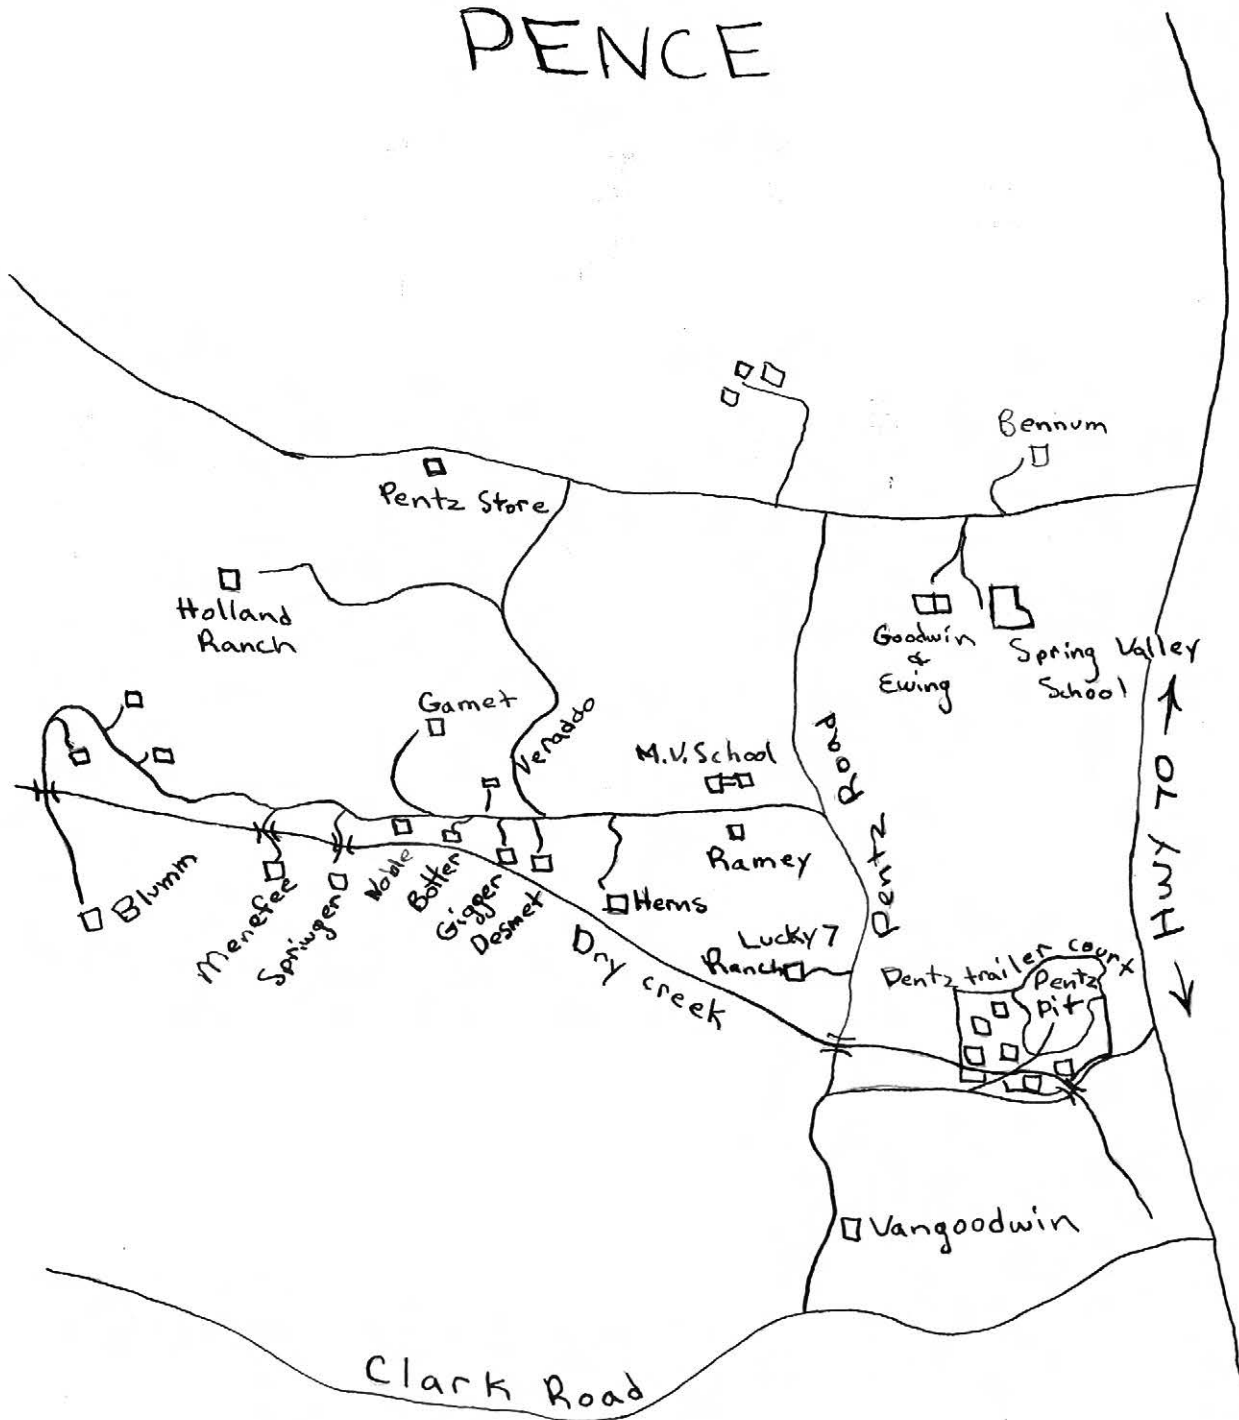 PENCE
Bennum
Pentz Store
Holland
Ranch
Goodwin
&
Ewing
Spring Valley
School
Gamet
Veraddo
M.V. School
Pentz Road
Hwy 70
Ramey
Blumm
Menefee
Springer
Noble
Botter
Gigger
Desmet
Hems
Dry creek
Lucky 7
Ranch
Pentz trailer court
Pentz
Pit
Vangoodwin
Clark Road